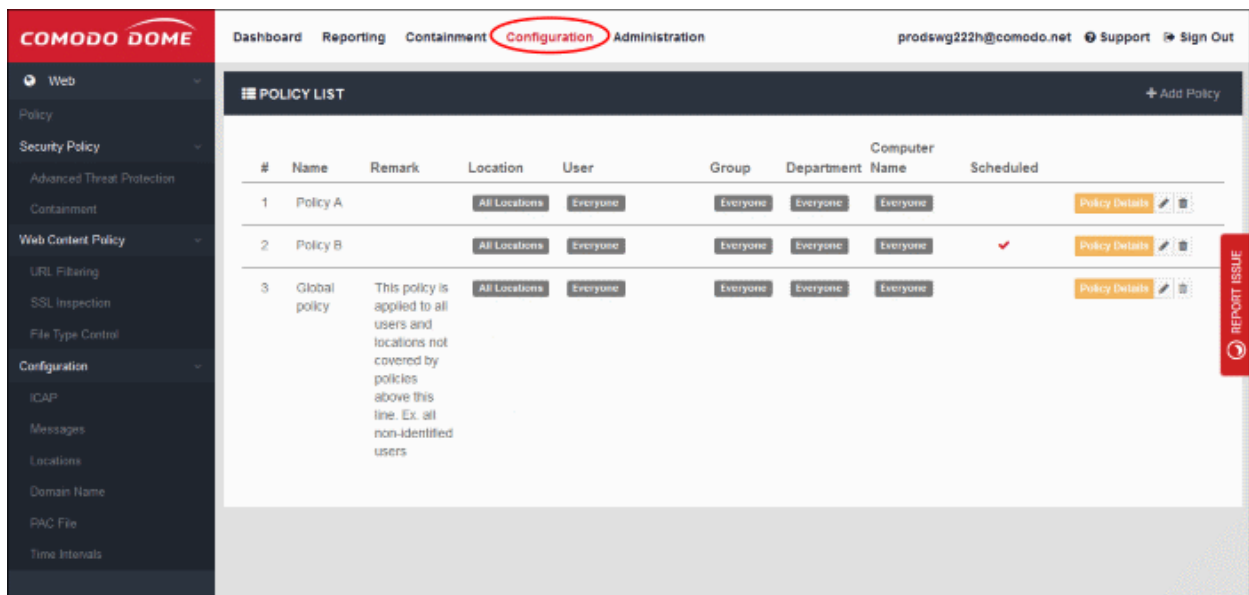 COMODO DOME
Dashboard Reporting Containment Configuration Administration prodswg222h@comodo.net Support Sign Out
Web
Policy
Security Policy
Advanced Threat Protection
Containment
Web Content Policy
URL Filtering
SSL Inspection
File Type Control
Configuration
ICAP
Messages
Locations
Domain Name
PAC File
Time Intervals
POLICY LIST + Add Policy
Computer
# Name Remark Location User Group Department Name Scheduled
1 Policy A All Locations Everyone Everyone Everyone Everyone Policy Details
2 Policy B All Locations Everyone Everyone Everyone Everyone Policy Details
3 Global This policy is All Locations Everyone Everyone Everyone Everyone Policy Details
policy applied to all
users and
locations not
covered by
policies
above this
line. Ex. all
non-identified
users
REPORT ISSUE